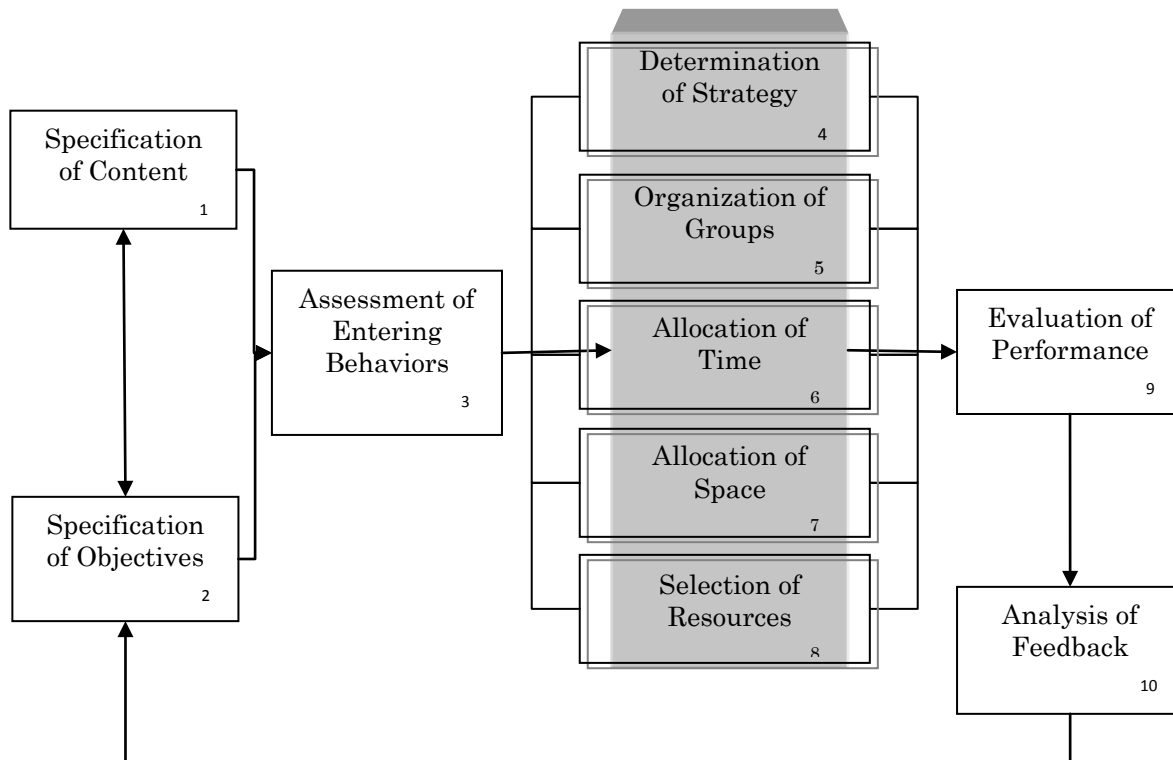 Specification
of Content
1
Specification
of Objectives
2
Assessment of
Entering
Behaviors
3
Determination
of Strategy
4
Organization of
Groups
5
Allocation of
Time
6
Allocation of
Space
7
Selection of
Resources
8
Evaluation of
Performance
9
Analysis of
Feedback
10